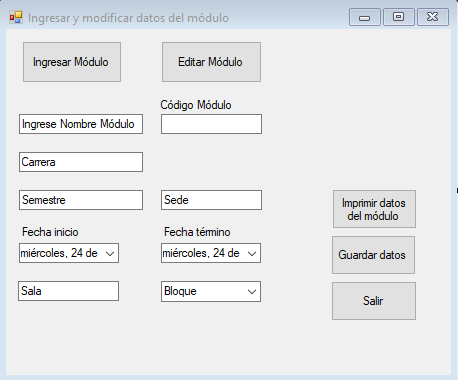 Ingresar y modificar datos del módulo
Ingresar Módulo
Editar Módulo
Código Módulo
Ingrese Nombre Módulo
Carrera
Semestre
Sede
Imprimir datos
del módulo
Fecha inicio
Fecha término
miércoles, 24 de
miércoles, 24 de
Guardar datos
Sala
Bloque
Salir